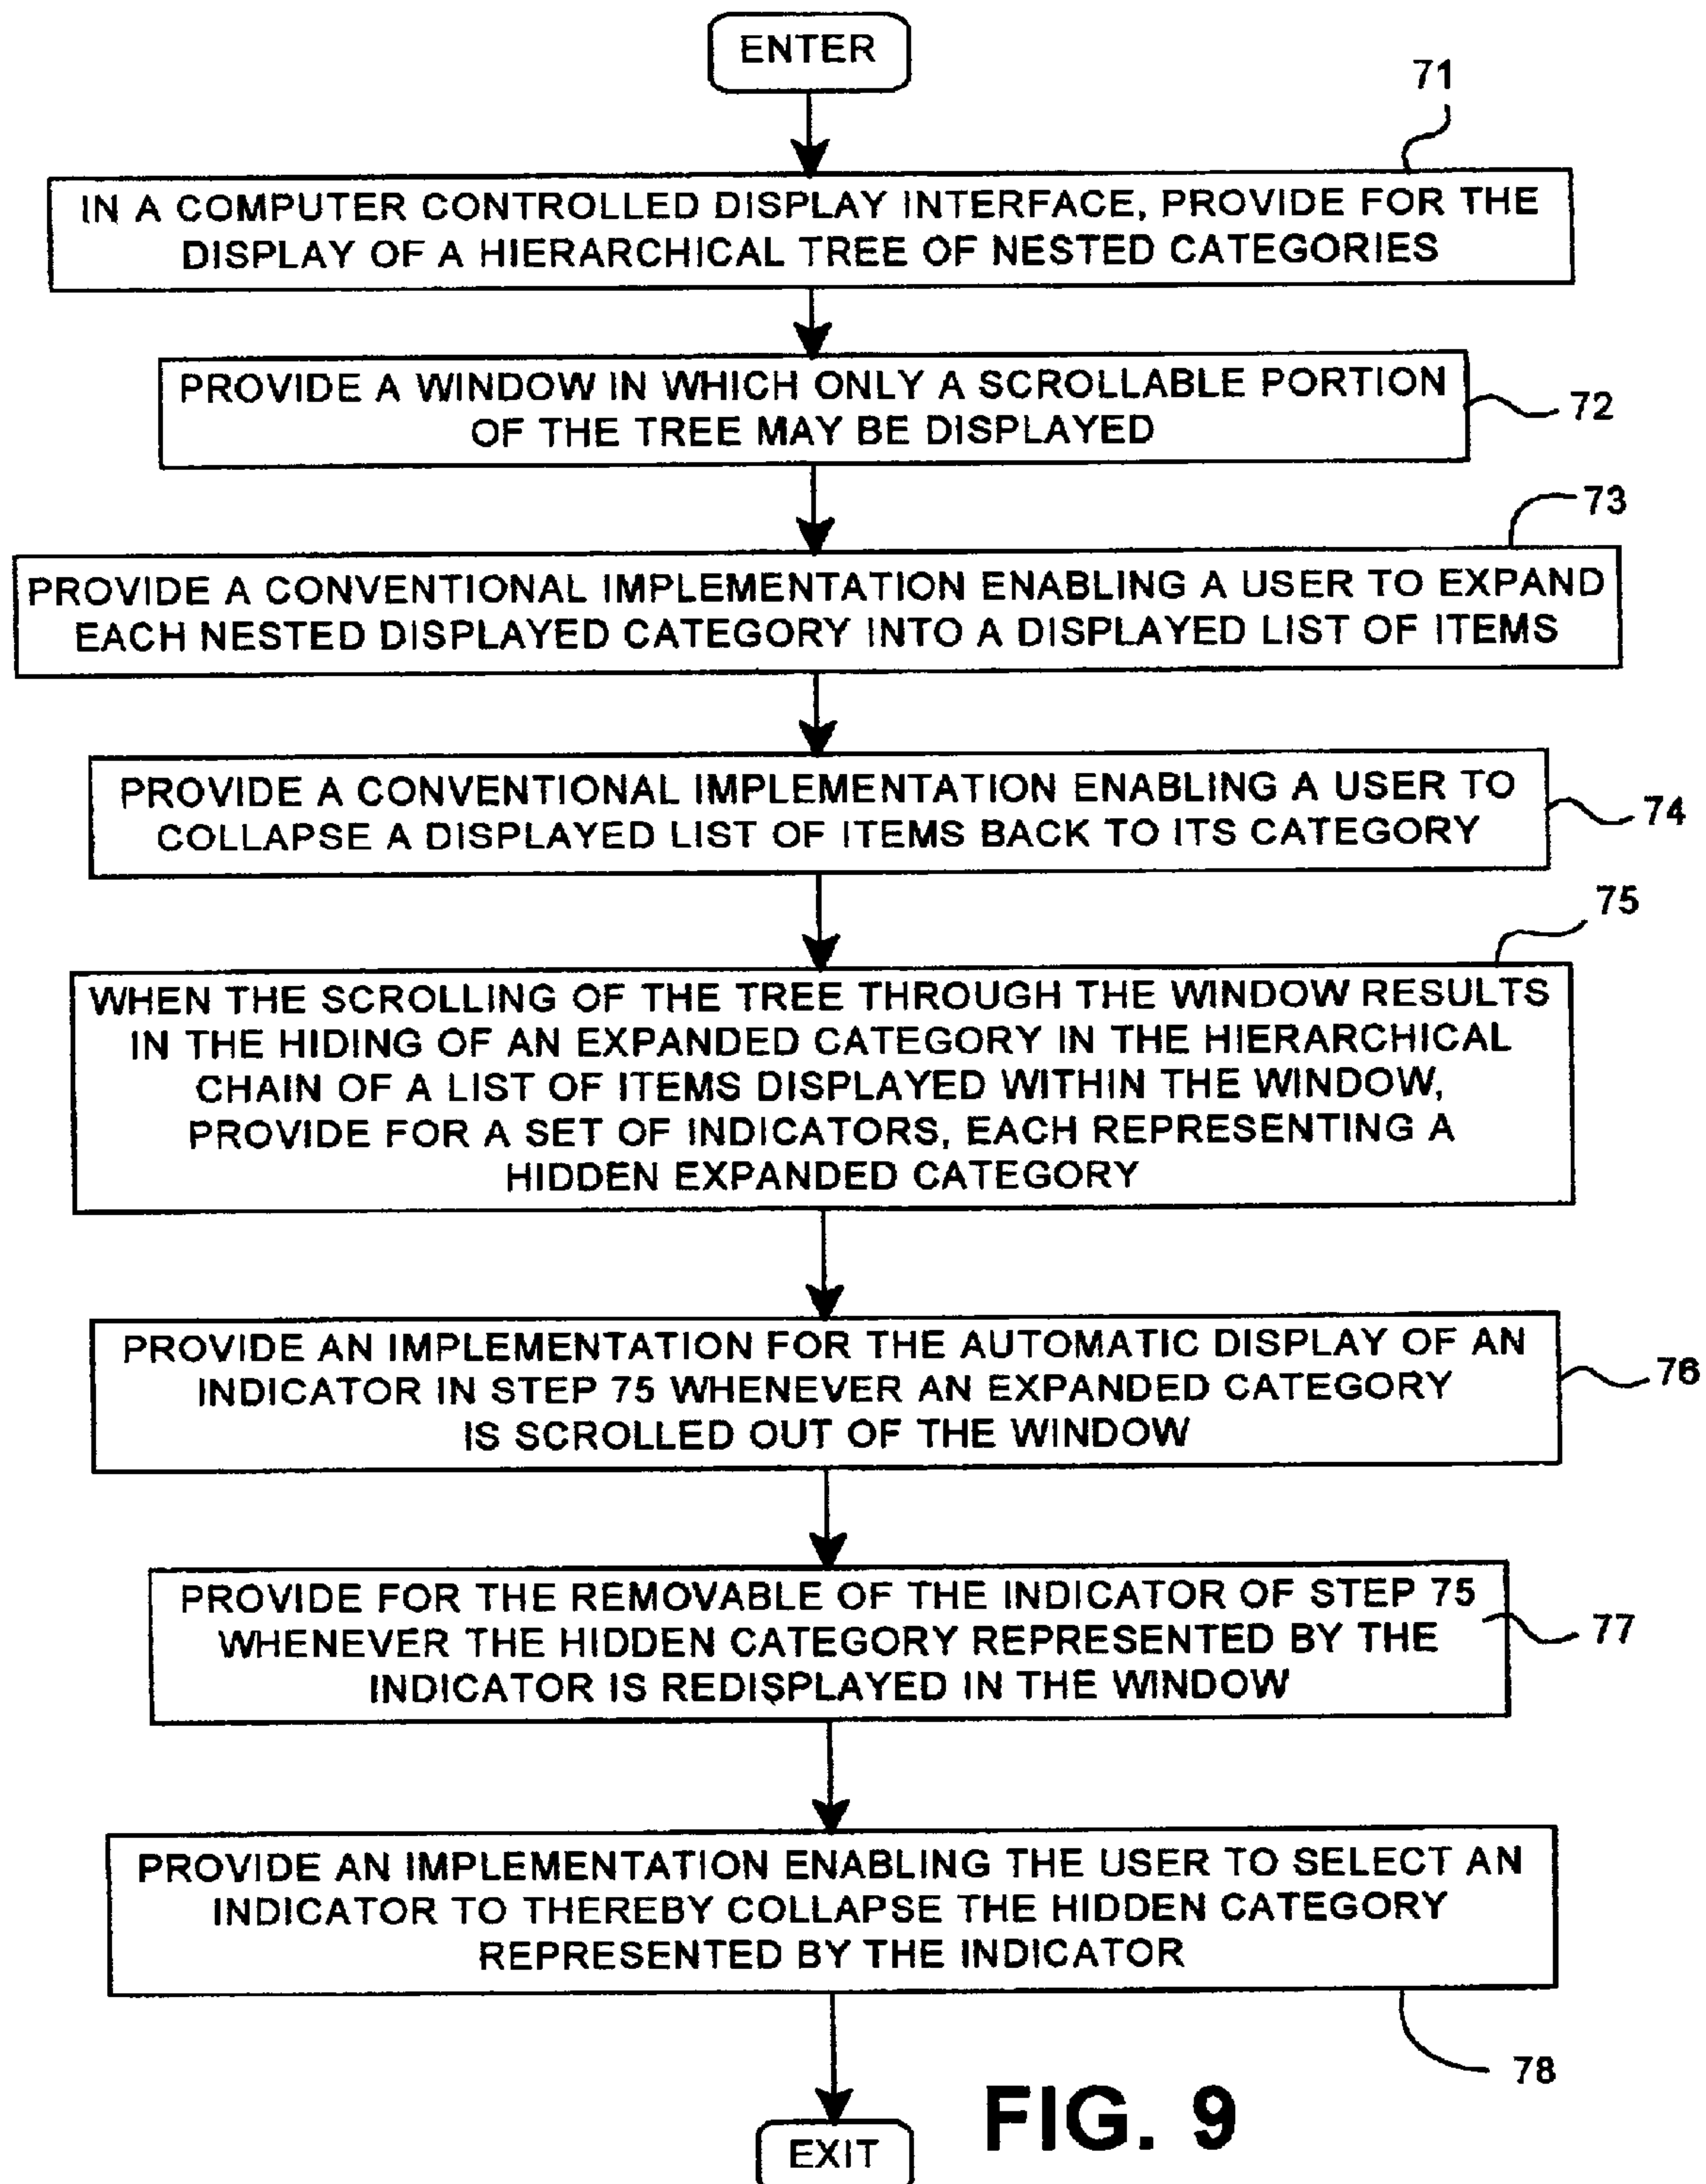 ENTER
71
IN A COMPUTER CONTROLLED DISPLAY INTERFACE, PROVIDE FOR THE
DISPLAY OF A HIERARCHICAL TREE OF NESTED CATEGORIES
PROVIDE A WINDOW IN WHICH ONLY A SCROLLABLE PORTION
OF THE TREE MAY BE DISPLAYED
72
73
PROVIDE A CONVENTIONAL IMPLEMENTATION ENABLING A USER TO EXPAND
EACH NESTED DISPLAYED CATEGORY INTO A DISPLAYED LIST OF ITEMS
PROVIDE A CONVENTIONAL IMPLEMENTATION ENABLING A USER TO
COLLAPSE A DISPLAYED LIST OF ITEMS BACK TO ITS CATEGORY
74
75
WHEN THE SCROLLING OF THE TREE THROUGH THE WINDOW RESULTS
IN THE HIDING OF AN EXPANDED CATEGORY IN THE HIERARCHICAL
CHAIN OF A LIST OF ITEMS DISPLAYED WITHIN THE WINDOW,
PROVIDE FOR A SET OF INDICATORS, EACH REPRESENTING A
HIDDEN EXPANDED CATEGORY
PROVIDE AN IMPLEMENTATION FOR THE AUTOMATIC DISPLAY OF AN
INDICATOR IN STEP 75 WHENEVER AN EXPANDED CATEGORY
IS SCROLLED OUT OF THE WINDOW
76
PROVIDE FOR THE REMOVABLE OF THE INDICATOR OF STEP 75
WHENEVER THE HIDDEN CATEGORY REPRESENTED BY THE
INDICATOR IS REDISPLAYED IN THE WINDOW
77
PROVIDE AN IMPLEMENTATION ENABLING THE USER TO SELECT AN
INDICATOR TO THEREBY COLLAPSE THE HIDDEN CATEGORY
REPRESENTED BY THE INDICATOR
78
EXIT
FIG. 9